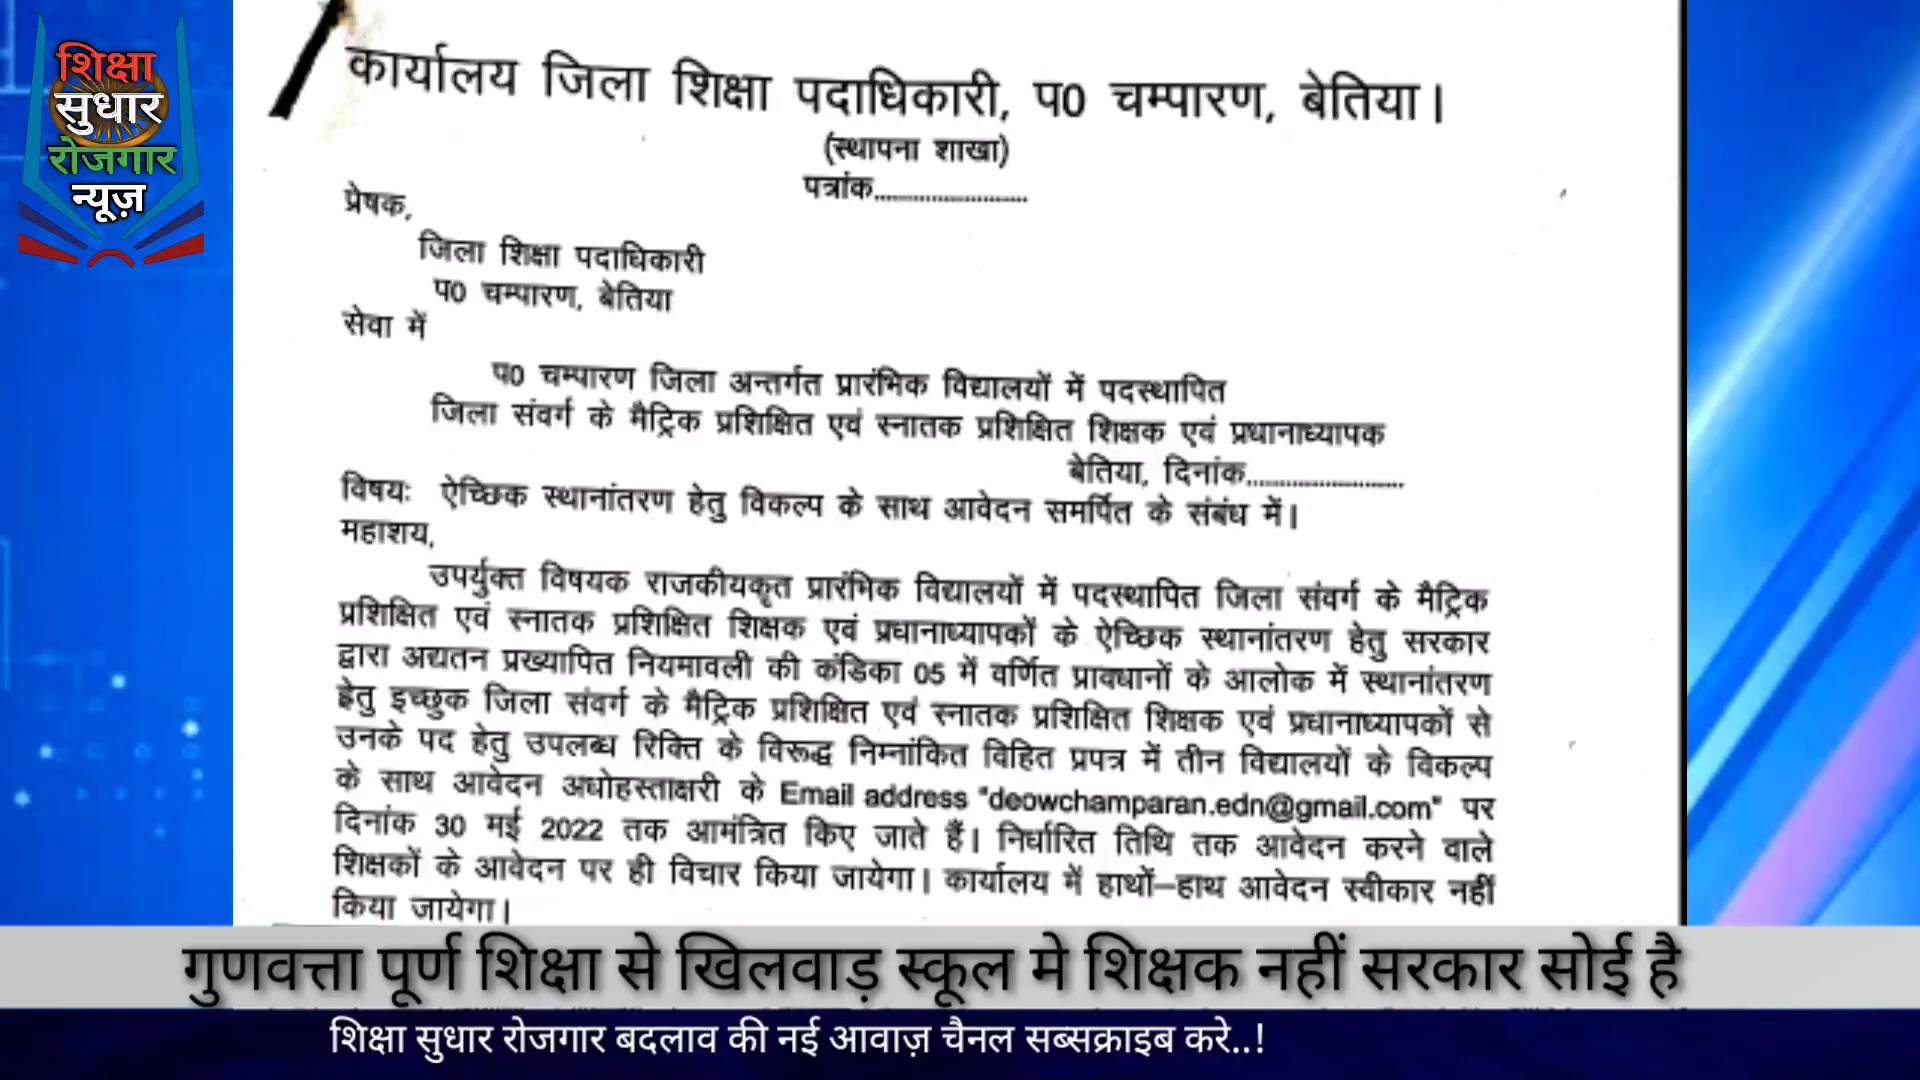 शिक्षा
सुधार
रोजगार
न्यूज़
कार्यालय जिला शिक्षा पदाधिकारी, प0 चम्पारण, बेतिया।
(स्थापना शाखा)
पत्रांक...........................
प्रेषक,
जिला शिक्षा पदाधिकारी
प0 चम्पारण, बेतिया
सेवा में
प0 चम्पारण जिला अन्तर्गत प्रारंभिक विद्यालयों में पदस्थापित
जिला संवर्ग के मैट्रिक प्रशिक्षित एवं स्नातक प्रशिक्षित शिक्षक एवं प्रधानाध्यापक
बेतिया, दिनांक...........................
विषयः ऐच्छिक स्थानांतरण हेतु विकल्प के साथ आवेदन समर्पित के संबंध में।
महाशय,
उपर्युक्त विषयक राजकीयकृत प्रारंभिक विद्यालयों में पदस्थापित जिला संवर्ग के मैट्रिक
प्रशिक्षित एवं स्नातक प्रशिक्षित शिक्षक एवं प्रधानाध्यापकों के ऐच्छिक स्थानांतरण हेतु सरकार
द्वारा अद्यतन प्रख्यापित नियमावली की कंडिका 05 में वर्णित प्रावधानों के आलोक में स्थानांतरण
हेतु इच्छुक जिला संवर्ग के मैट्रिक प्रशिक्षित एवं स्नातक प्रशिक्षित शिक्षक एवं प्रधानाध्यापकों से
उनके पद हेतु उपलब्ध रिक्ति के विरूद्ध निम्नांकित विहित प्रपत्र में तीन विद्यालयों के विकल्प
के साथ आवेदन अधोहस्ताक्षरी के Email address "deowchamparan.edn@gmail.com" पर
दिनांक 30 मई 2022 तक आमंत्रित किए जाते हैं। निर्धारित तिथि तक आवेदन करने वाले
शिक्षकों के आवेदन पर ही विचार किया जायेगा। कार्यालय में हाथों–हाथ आवेदन स्वीकार नहीं
किया जायेगा।
गुणवत्ता पूर्ण शिक्षा से खिलवाड़ स्कूल मे शिक्षक नहीं सरकार सोई है
शिक्षा सुधार रोजगार बदलाव की नई आवाज़ चैनल सब्सक्राइब करे..!